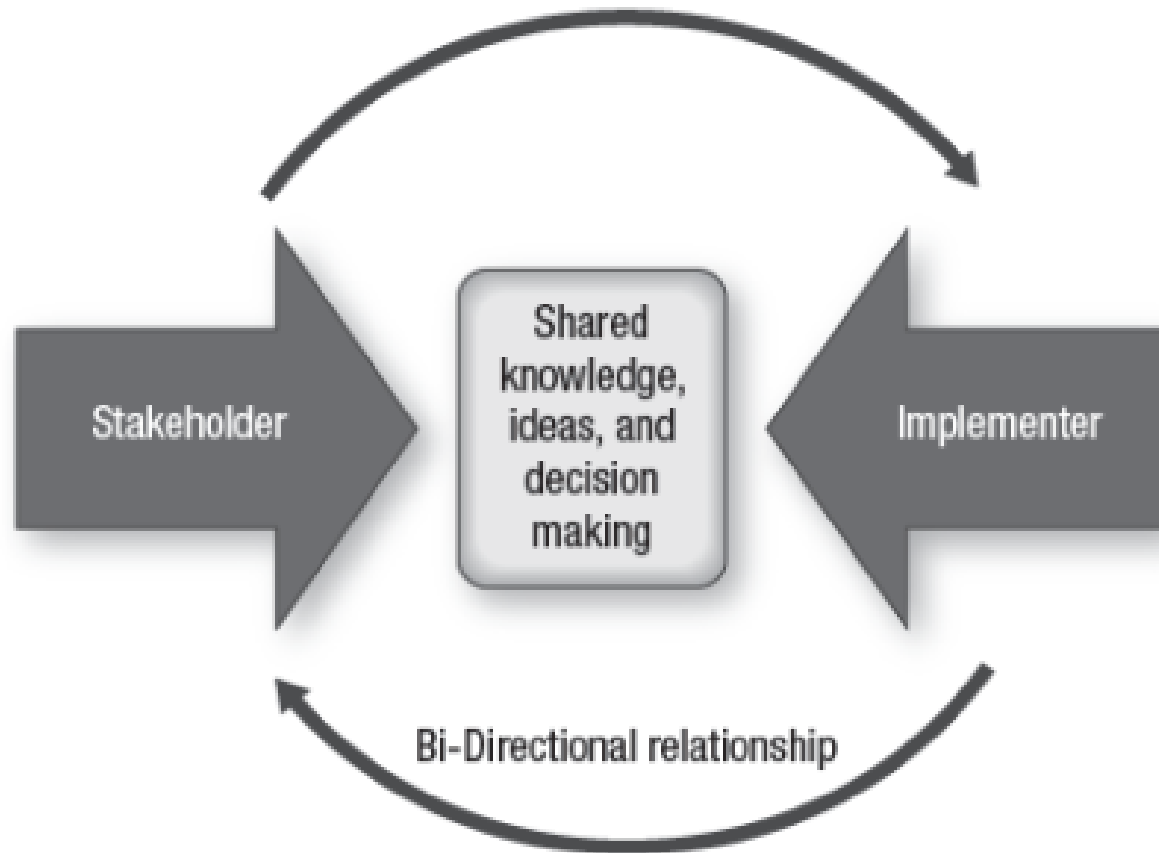 Stakeholder
Shared
knowledge,
ideas, and
decision
making
Implementer
Bi-Directional relationship